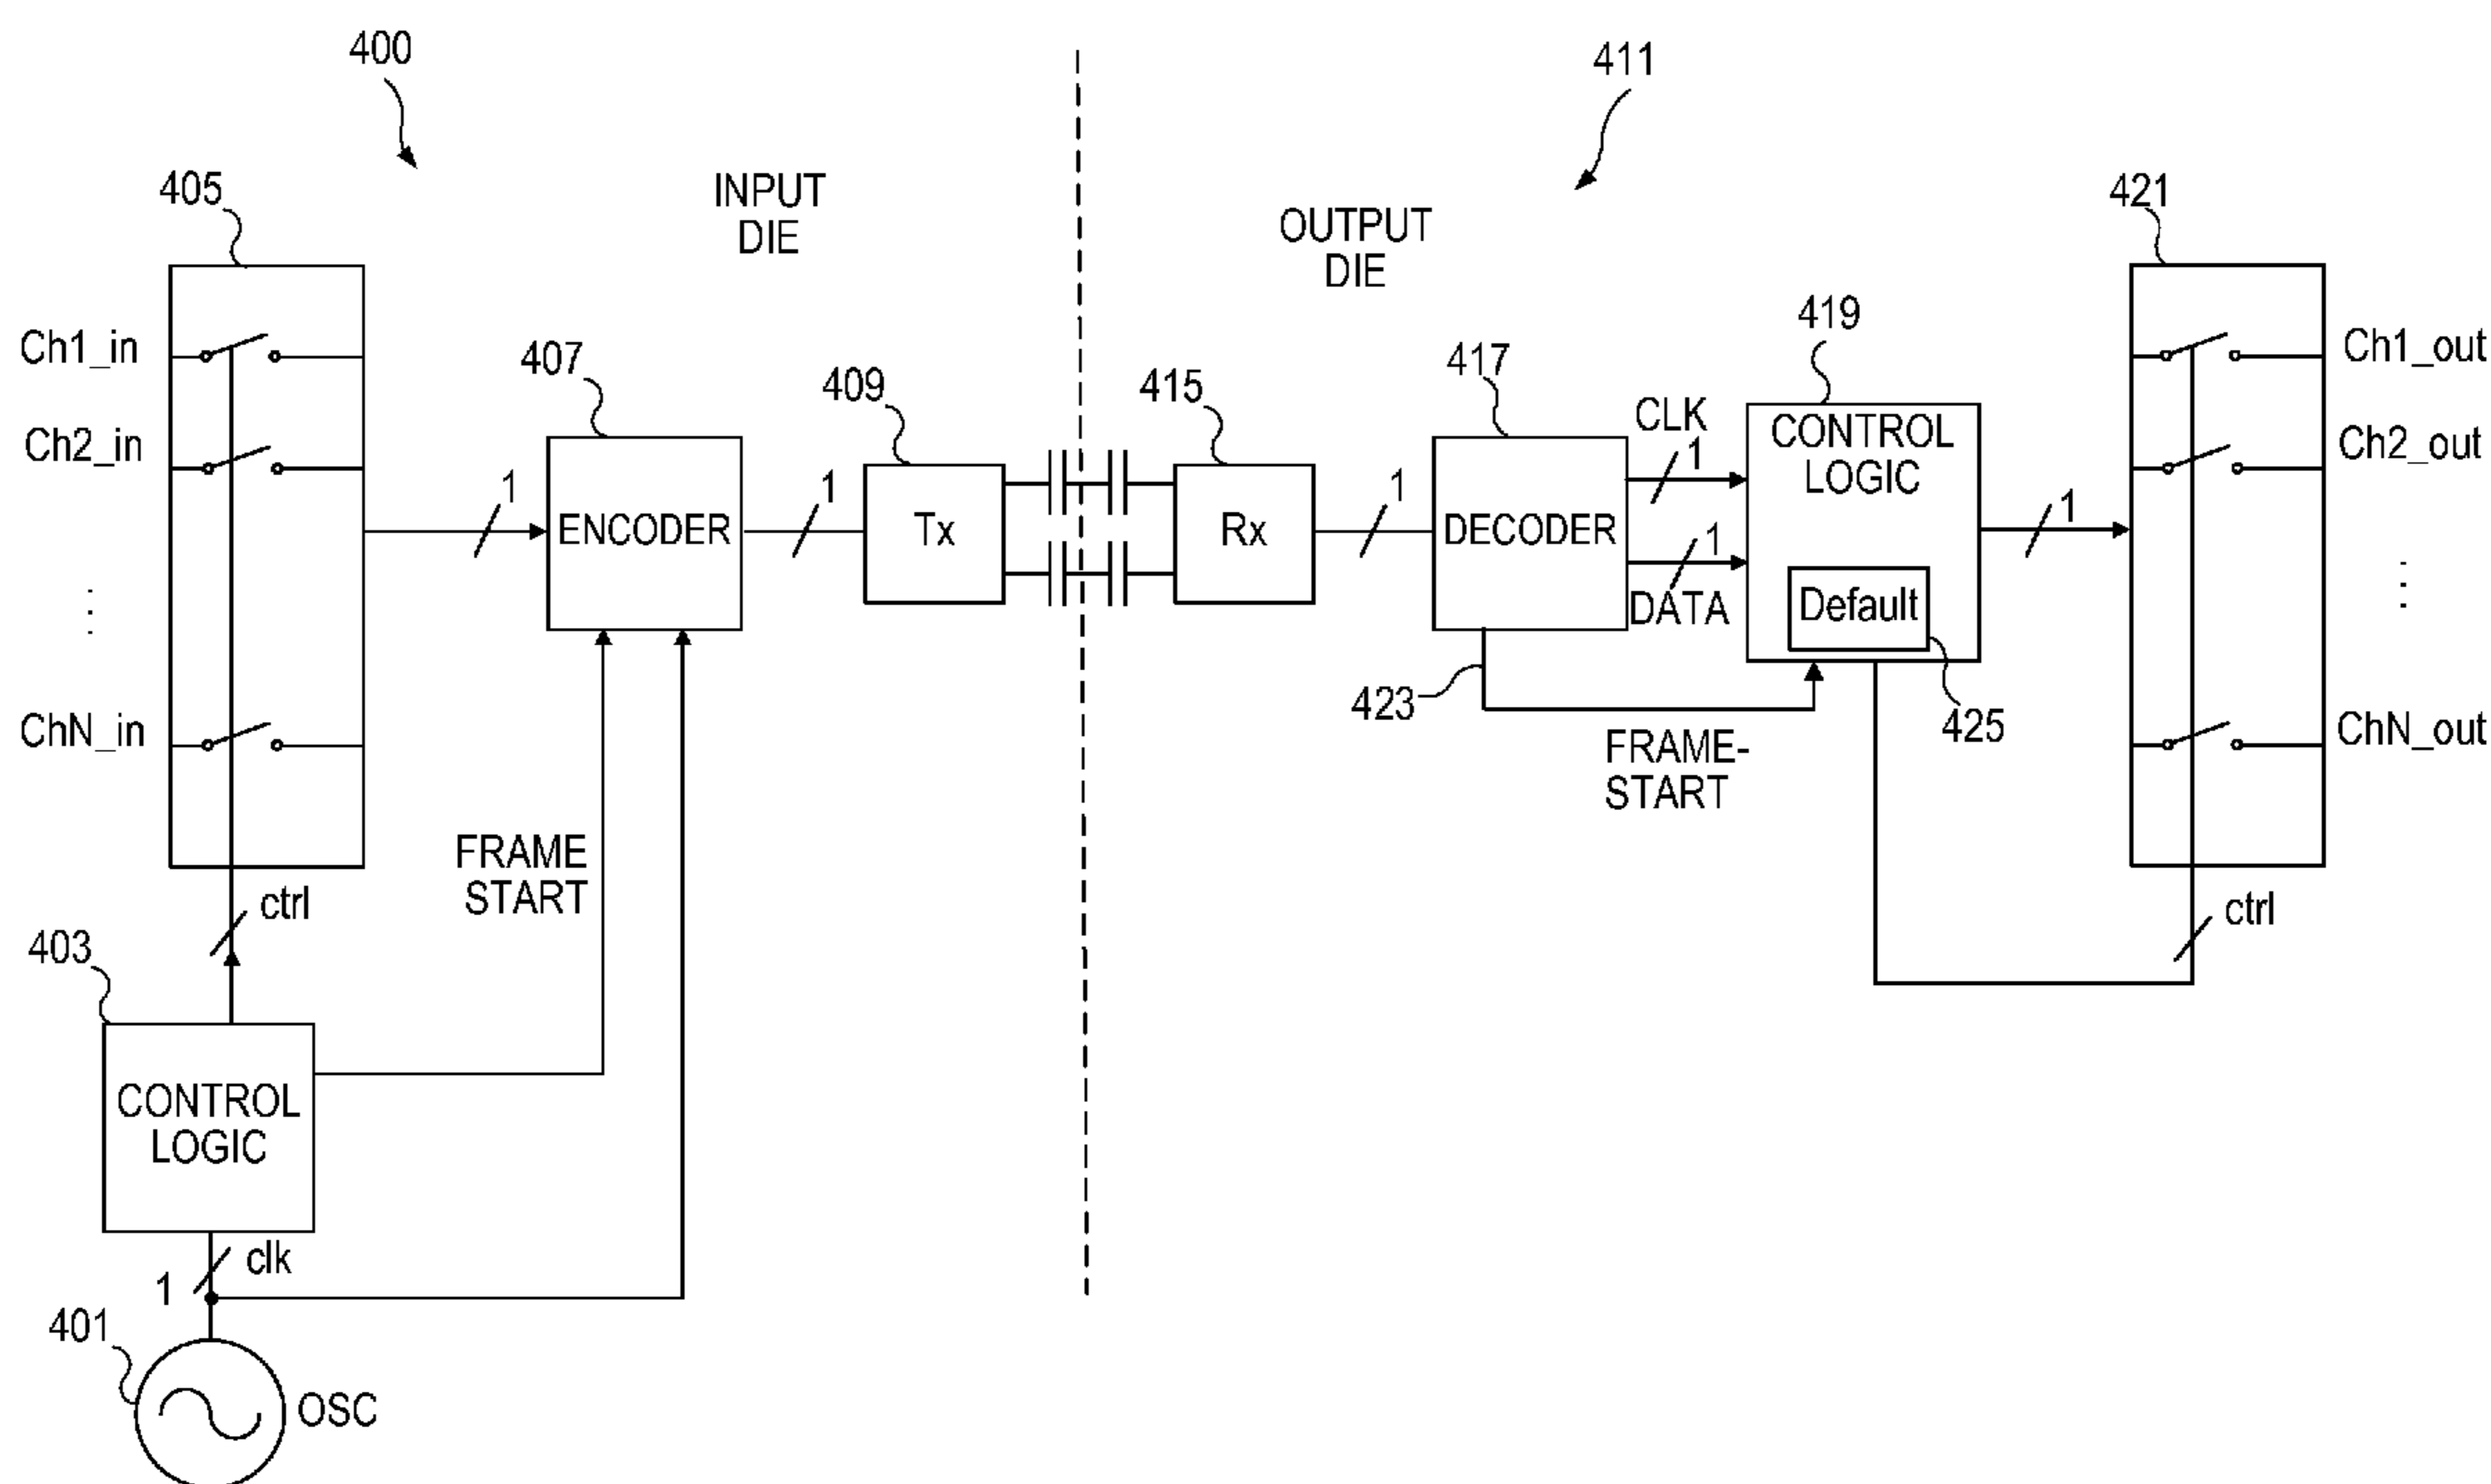 400
411
405
INPUT
DIE
421
OUTPUT
DIE
419
Ch1_in
407
409
415
417
CLK
1
CONTROL
LOGIC
Ch1_out
Ch2_in
Ch2_out
1
ENCODER
1
Tx
Rx
1
DECODER
1
DATA
Default
1
⋮
⋮
423
425
FRAME-
START
ChN_in
ChN_out
FRAME
START
ctrl
ctrl
403
CONTROL
LOGIC
1
clk
401
OSC